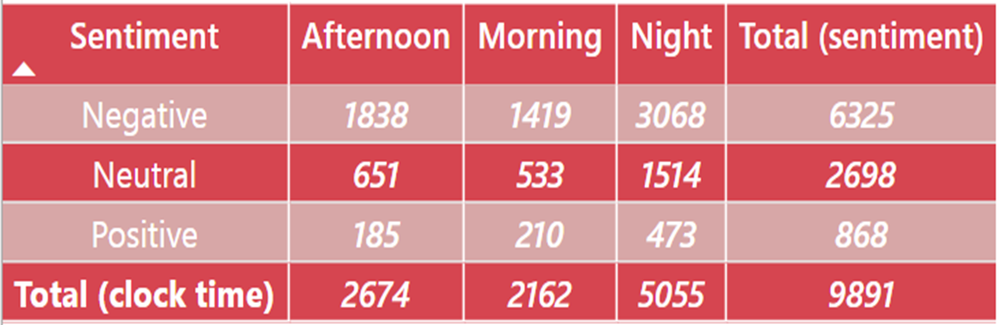 Sentiment Afternoon Morning Night Total (sentiment)
Negative 1838 1419 3068 6325
Neutral 651 533 1514 2698
Positive 185 210 473 868
Total (clock time) 2674 2162 5055 9891